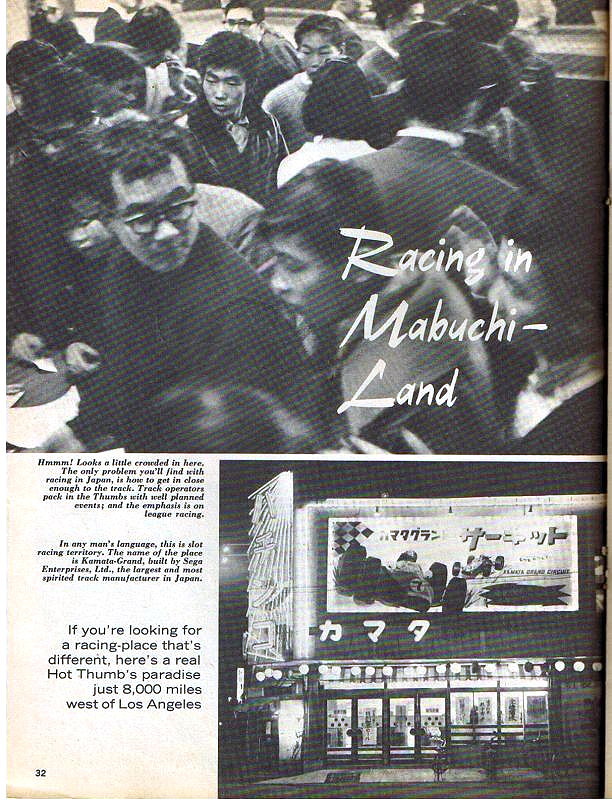 Racing in
Mabuchi-
Land
Hmmm! Looks a little crowded in here.
The only problem you'll find with
racing in Japan, is how to get in close
enough to the track. Track operators
pack in the Thumbs with well planned
events; and the emphasis is on
league racing.
In any man's language, this is slot
racing territory. The name of the place
is Kamata-Grand, built by Sega
Enterprises, Ltd., the largest and most
spirited track manufacturer in Japan.
If you're looking for
a racing-place that's
different, here's a real
Hot Thumb's paradise
just 8,000 miles
west of Los Angeles
カマタグラン サーキット
KAMATA GRAND CIRCUIT
カマタ
32